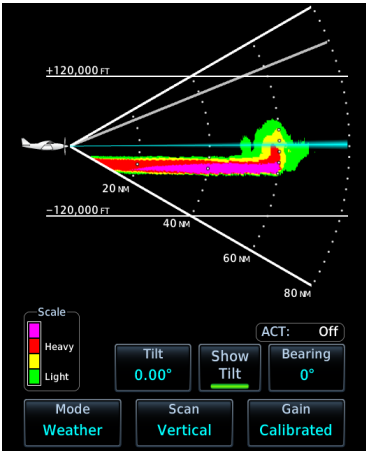 +120,000 FT
20 NM
-120,000 FT
40 NM
60 NM
80 NM
Scale
Heavy
Light
ACT: Off
Tilt
0.00°
Show
Tilt
Bearing
0°
Mode
Weather
Scan
Vertical
Gain
Calibrated